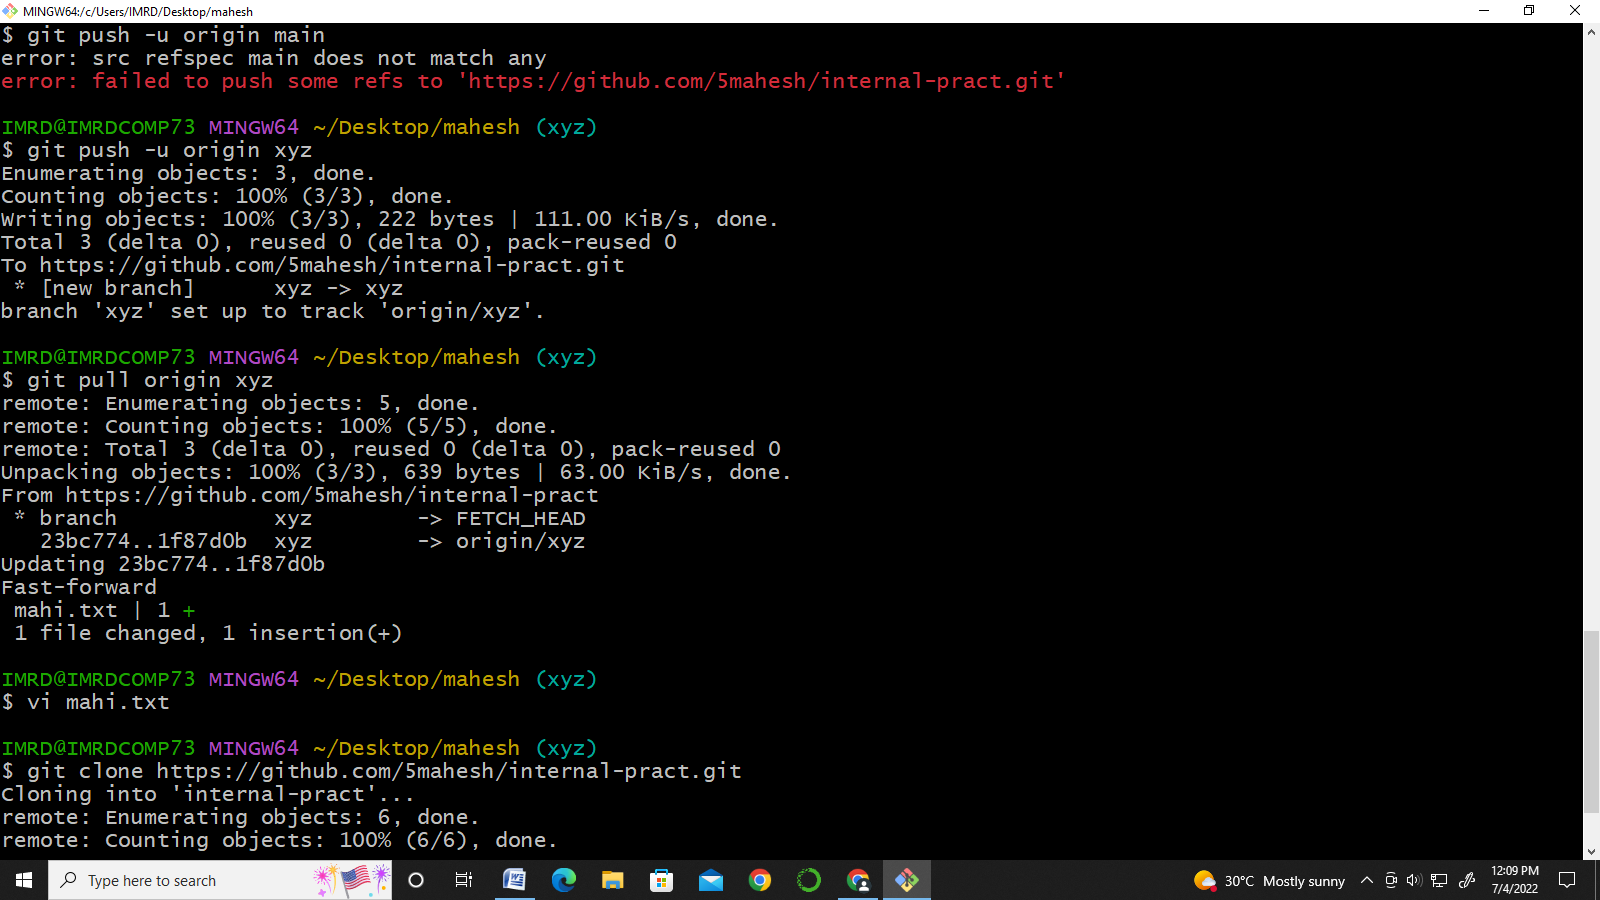 MINGW64:/c/Users/IMRD/Desktop/mahesh
$ git push -u origin main
error: src refspec main does not match any
error: failed to push some refs to 'https://github.com/5mahesh/internal-pract.git'
IMRD@IMRDCOMP73 MINGW64 ~/Desktop/mahesh (xyz)
$ git push -u origin xyz
Enumerating objects: 3, done.
Counting objects: 100% (3/3), done.
Writing objects: 100% (3/3), 222 bytes | 111.00 KiB/s, done.
Total 3 (delta 0), reused 0 (delta 0), pack-reused 0
To https://github.com/5mahesh/internal-pract.git
 * [new branch]      xyz -> xyz
branch 'xyz' set up to track 'origin/xyz'.
IMRD@IMRDCOMP73 MINGW64 ~/Desktop/mahesh (xyz)
$ git pull origin xyz
remote: Enumerating objects: 5, done.
remote: Counting objects: 100% (5/5), done.
remote: Total 3 (delta 0), reused 0 (delta 0), pack-reused 0
Unpacking objects: 100% (3/3), 639 bytes | 63.00 KiB/s, done.
From https://github.com/5mahesh/internal-pract
 * branch            xyz        -> FETCH_HEAD
   23bc774..1f87d0b  xyz        -> origin/xyz
Updating 23bc774..1f87d0b
Fast-forward
 mahi.txt | 1 +
 1 file changed, 1 insertion(+)
IMRD@IMRDCOMP73 MINGW64 ~/Desktop/mahesh (xyz)
$ vi mahi.txt
IMRD@IMRDCOMP73 MINGW64 ~/Desktop/mahesh (xyz)
$ git clone https://github.com/5mahesh/internal-pract.git
Cloning into 'internal-pract'...
remote: Enumerating objects: 6, done.
remote: Counting objects: 100% (6/6), done.
Type here to search
30°C Mostly sunny
12:09 PM
7/4/2022